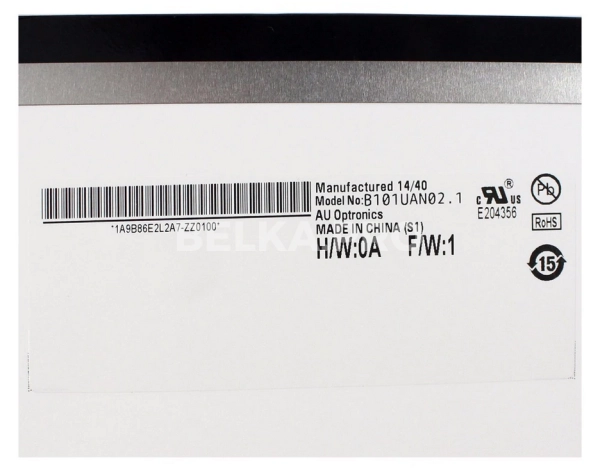 Manufactured 14/40
Model No:B101UAN02.1
AU Optronics
MADE IN CHINA (S1)
H/W:0A F/W:1
*1A9B86E2L2A7-ZZ0100*
c RU ® US
E204356
Pb
RoHS
15